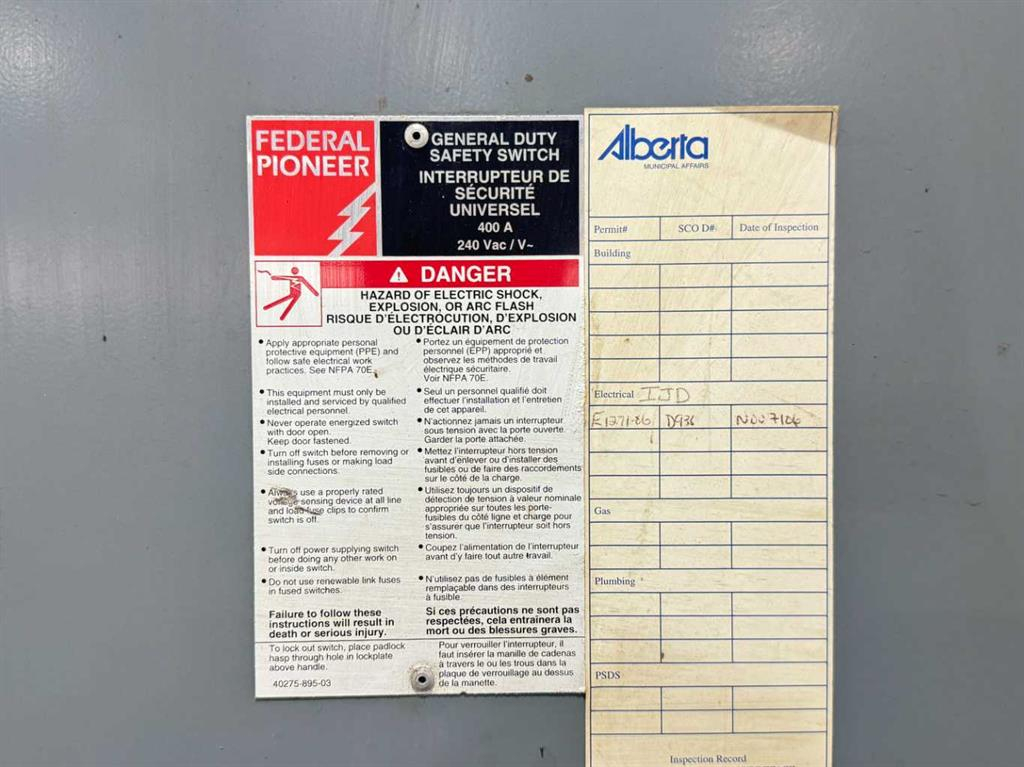 FEDERAL
PIONEER
GENERAL DUTY
SAFETY SWITCH
INTERRUPTEUR DE
SÉCURITÉ
UNIVERSEL
400 A
240 Vac / V~
DANGER
HAZARD OF ELECTRIC SHOCK,
EXPLOSION, OR ARC FLASH
RISQUE D'ÉLECTROCUTION, D'EXPLOSION
OU D'ÉCLAIR D'ARC
• Apply appropriate personal
protective equipment (PPE) and
follow safe electrical work
practices. See NFPA 70E.
• This equipment must only be
installed and serviced by qualified
electrical personnel.
• Never operate energized switch
with door open.
Keep door fastened.
• Turn off switch before removing or
installing fuses or making load
side connections.
• Always use a properly rated
voltage sensing device at all line
and load fuse clips to confirm
switch is off.
• Turn off power supplying switch
before doing any other work on
or inside switch.
• Do not use renewable link fuses
in fused switches.
Failure to follow these
instructions will result in
death or serious injury.
To lock out switch, place padlock
hasp through hole in lockplate
above handle.
40275-895-03
• Portez un équipement de protection
personnel (ÉPP) approprié et
observez les méthodes de travail
électrique sécuritaire.
Voir NFPA 70E.
• Seul un personnel qualifié doit
effectuer l'installation et l'entretien
de cet appareil.
• N'actionnez jamais un interrupteur
sous tension avec la porte ouverte.
Garder la porte attachée.
• Mettez l'interrupteur hors tension
avant d'enlever ou d'installer des
fusibles ou de faire des raccordements
sur le côté de la charge.
• Utilisez toujours un dispositif de
détection de tension à valeur nominale
appropriée sur toutes les porte-
fusibles du côté ligne et charge pour
s'assurer que l'interrupteur soit hors
tension.
• Coupez l'alimentation de l'interrupteur
avant d'y faire tout autre travail.
• N'utilisez pas de fusibles à élément
remplaçable dans des interrupteurs
à fusible.
Si ces précautions ne sont pas
respectées, cela entraînera la
mort ou des blessures graves.
Pour verrouiller l'interrupteur, il
faut insérer la manille de cadenas
à travers le ou les trous dans la
plaque de verrouillage au dessus
de la manette.
Alberta
MUNICIPAL AFFAIRS
Permit# SCO D# Date of Inspection
Building
Electrical IJD
E1271-06 D936 NOV 7/06
Gas
Plumbing
PSDS
Inspection Record